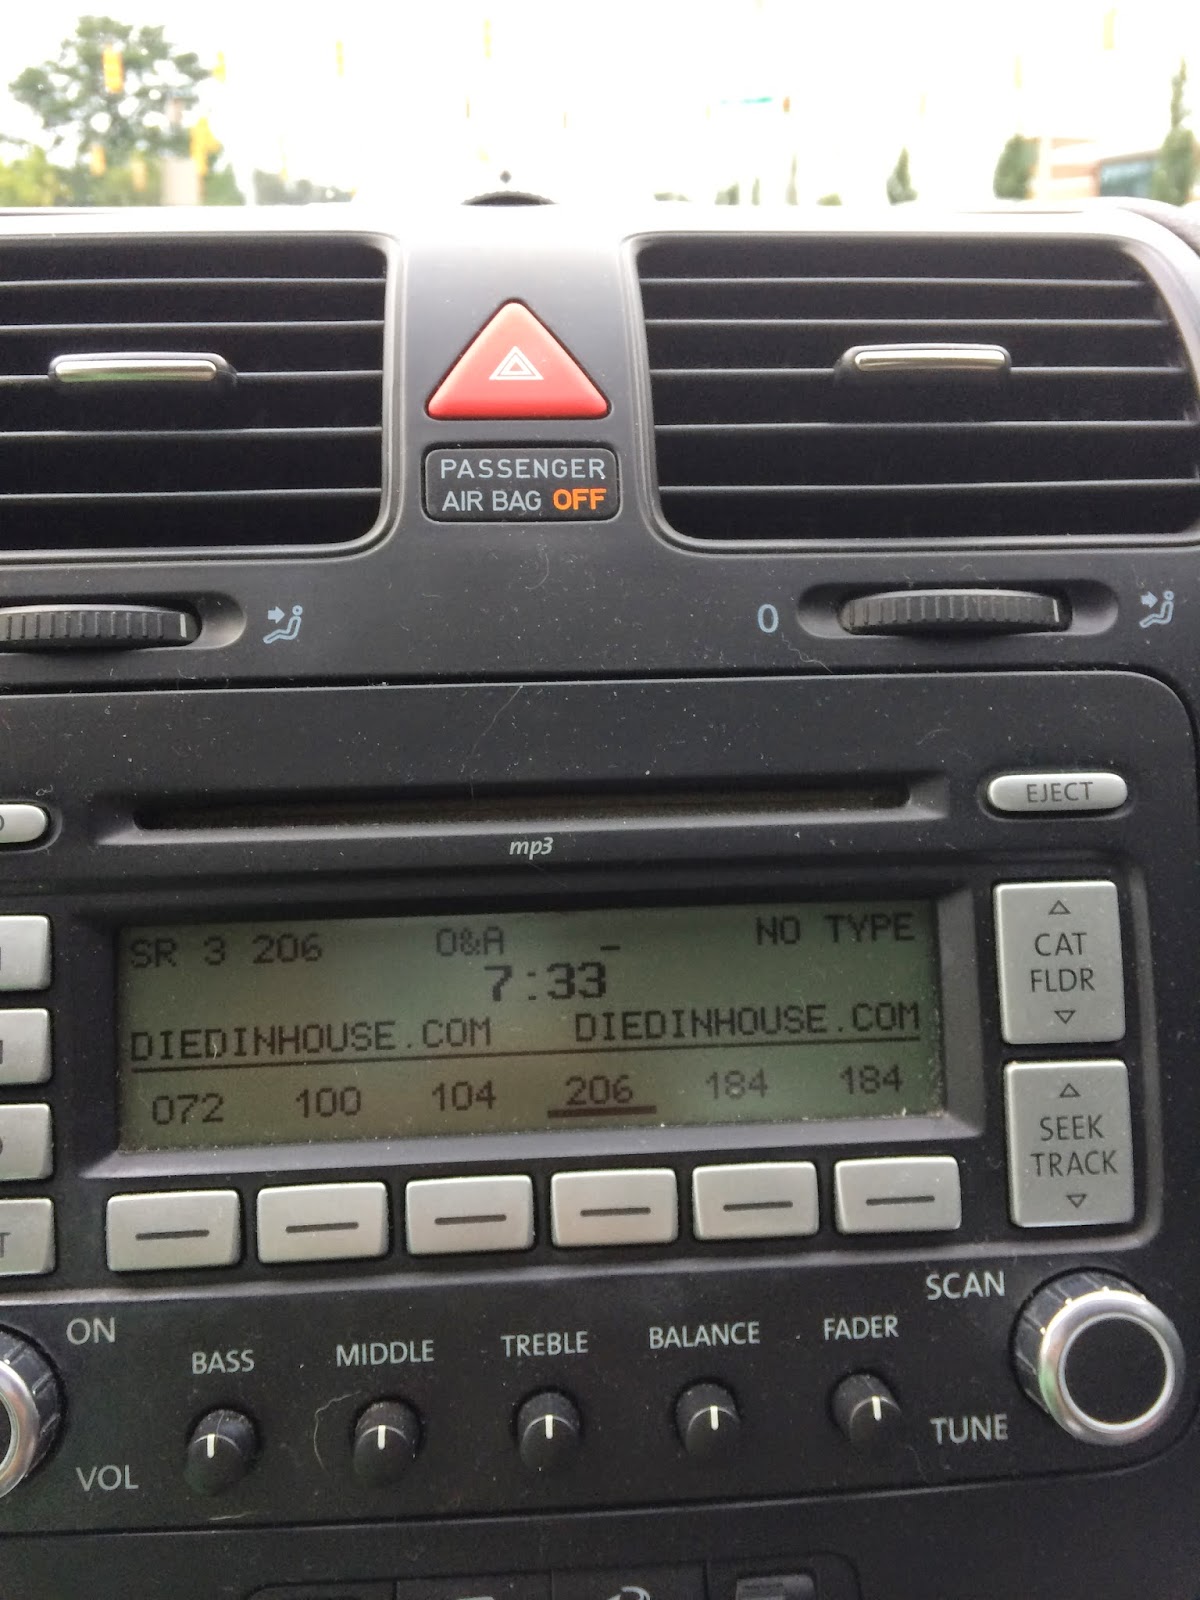 PASSENGER
AIR BAG OFF
0
EJECT
mp3
SR 3 206 O&A _ NO TYPE
7:33
DIEDINHOUSE.COM DIEDINHOUSE.COM
072 100 104 206 184 184
CAT
FLDR
SEEK
TRACK
T
ON
BASS MIDDLE TREBLE BALANCE FADER
SCAN
VOL
TUNE